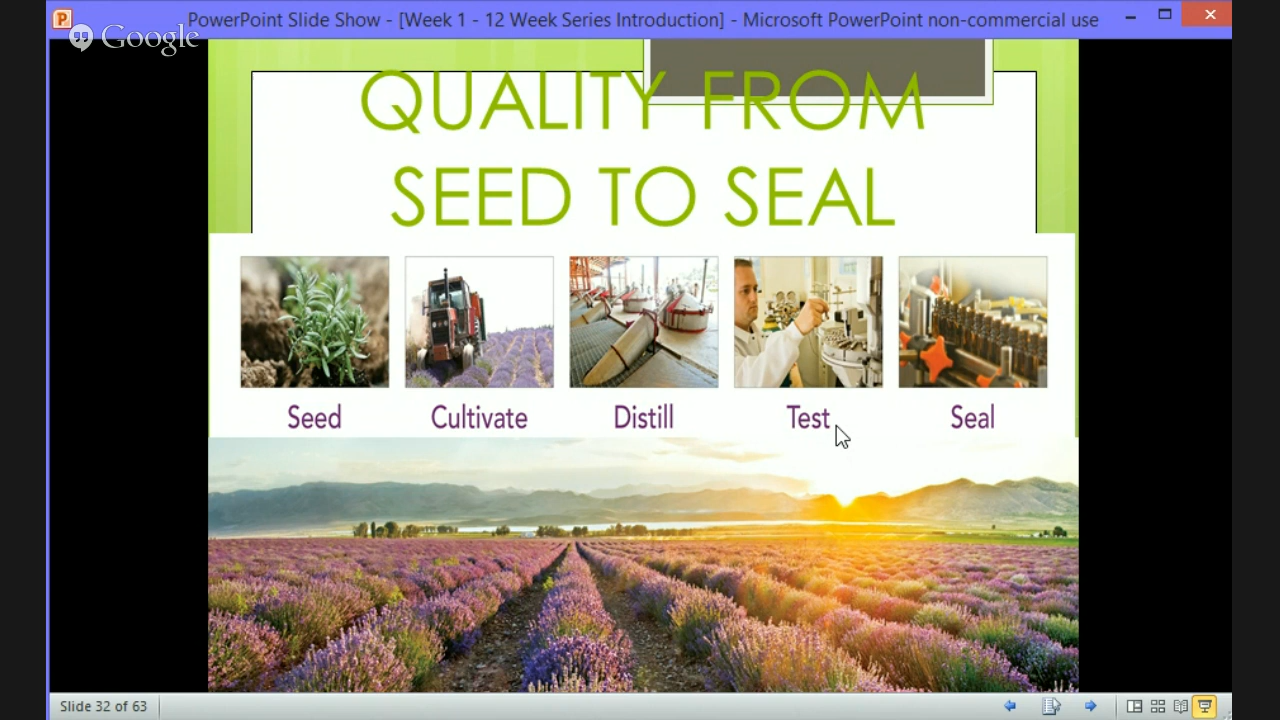 PowerPoint Slide Show - [Week 1 - 12 Week Series Introduction] - Microsoft PowerPoint non-commercial use
Google
QUALITY FROM
SEED TO SEAL
Seed Cultivate Distill Test Seal
Slide 32 of 63